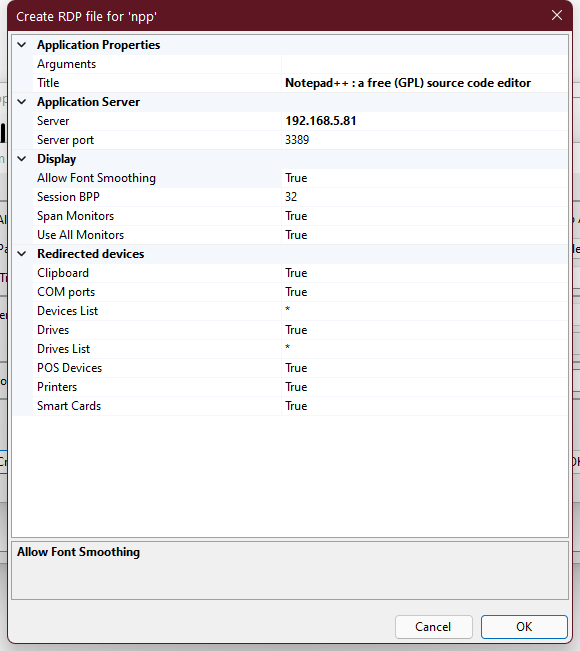 Create RDP file for 'npp'
Application Properties
Arguments
Title Notepad++ : a free (GPL) source code editor
Application Server
Server 192.168.5.81
Server port 3389
Display
Allow Font Smoothing True
Session BPP 32
Span Monitors True
Use All Monitors True
Redirected devices
Clipboard True
COM ports True
Devices List *
Drives True
Drives List *
POS Devices True
Printers True
Smart Cards True
Allow Font Smoothing
Cancel OK